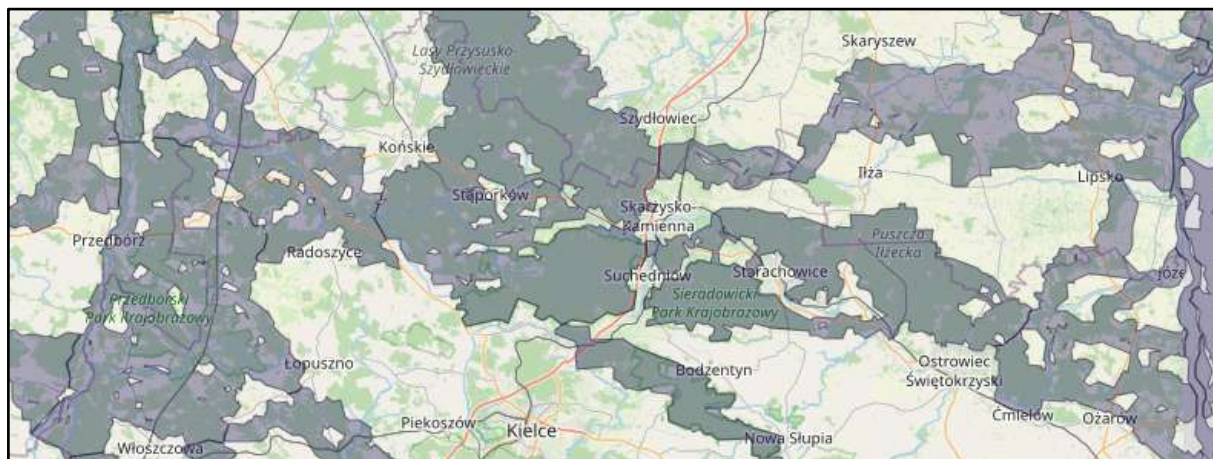 Lasy Przysusko-
Szydłowieckie
Skaryszew
Szydłowiec
Końskie
Iłża
Lipsko
Stąporków
Skarżysko-
Kamienna
Puszcza
Iłżecka
Przedbórz
Radoszyce
Suchedniów
Starachowice
Józe
Sieradowicki
Park Krajobrazowy
Przedborski
Park Krajobrazowy
Łopuszno
Bodzentyn
Ostrowiec
Świętokrzyski
Piekoszów
Kielce
Ćmielów
Ożarów
Włoszczowa
Nowa Słupia